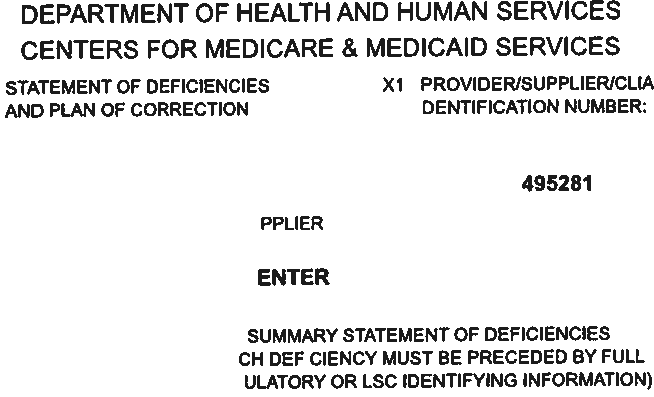 DEPARTMENT OF HEALTH AND HUMAN SERVICES
CENTERS FOR MEDICARE & MEDICAID SERVICES
STATEMENT OF DEFICIENCIES
AND PLAN OF CORRECTION
X1 PROVIDER/SUPPLIER/CLIA
DENTIFICATION NUMBER:
495281
PPLIER
ENTER
SUMMARY STATEMENT OF DEFICIENCIES
CH DEF CIENCY MUST BE PRECEDED BY FULL
ULATORY OR LSC IDENTIFYING INFORMATION)